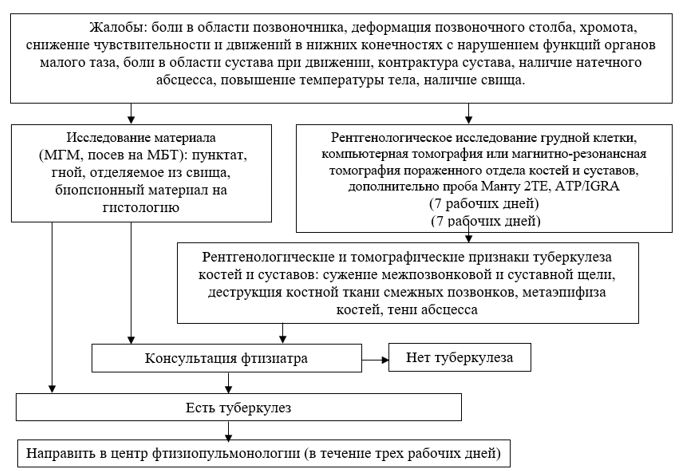 Жалобы: боли в области позвоночника, деформация позвоночного столба, хромота,
снижение чувствительности и движений в нижних конечностях с нарушением функций органов
малого таза, боли в области сустава при движении, контрактура сустава, наличие натечного
абсцесса, повышение температуры тела, наличие свища.
Исследование материала
(МГМ, посев на МБТ): пунктат,
гной, отделяемое из свища,
биопсионный материал на
гистологию
Рентгенологическое исследование грудной клетки,
компьютерная томография или магнитно-резонансная
томография пораженного отдела костей и суставов,
дополнительно проба Манту 2ТЕ, АТР/IGRA
(7 рабочих дней)
(7 рабочих дней)
Рентгенологические и томографические признаки туберкулеза
костей и суставов: сужение межпозвонковой и суставной щели,
деструкция костной ткани смежных позвонков, метаэпифиза
костей, тени абсцесса
Консультация фтизиатра
Нет туберкулеза
Есть туберкулез
Направить в центр фтизиопульмонологии (в течение трех рабочих дней)